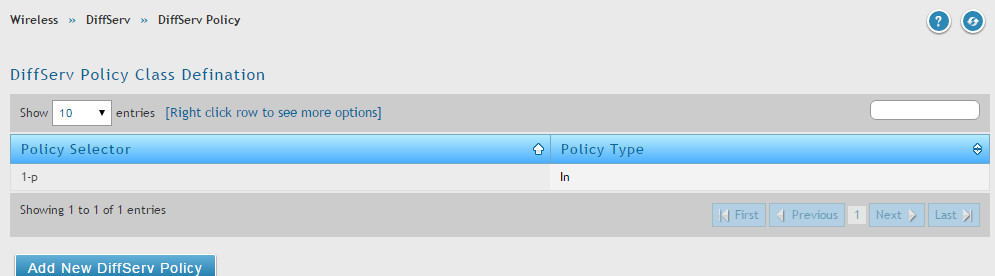 Wireless » DiffServ » DiffServ Policy
?
DiffServ Policy Class Defination
Show 10 entries [Right click row to see more options]
Policy Selector Policy Type
1-p In
Showing 1 to 1 of 1 entries First Previous 1 Next Last
Add New DiffServ Policy